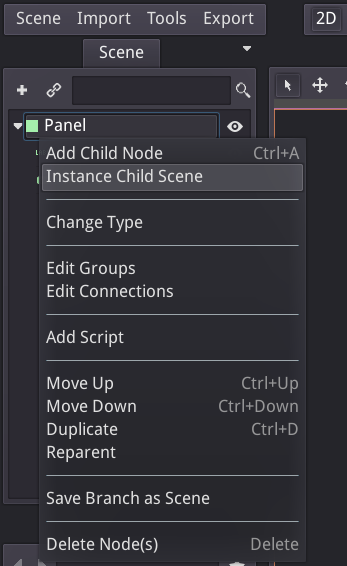 Scene Import Tools Export 2D
Scene
Panel
Add Child Node Ctrl+A
Instance Child Scene
Change Type
Edit Groups
Edit Connections
Add Script
Move Up Ctrl+Up
Move Down Ctrl+Down
Duplicate Ctrl+D
Reparent
Save Branch as Scene
Delete Node(s) Delete